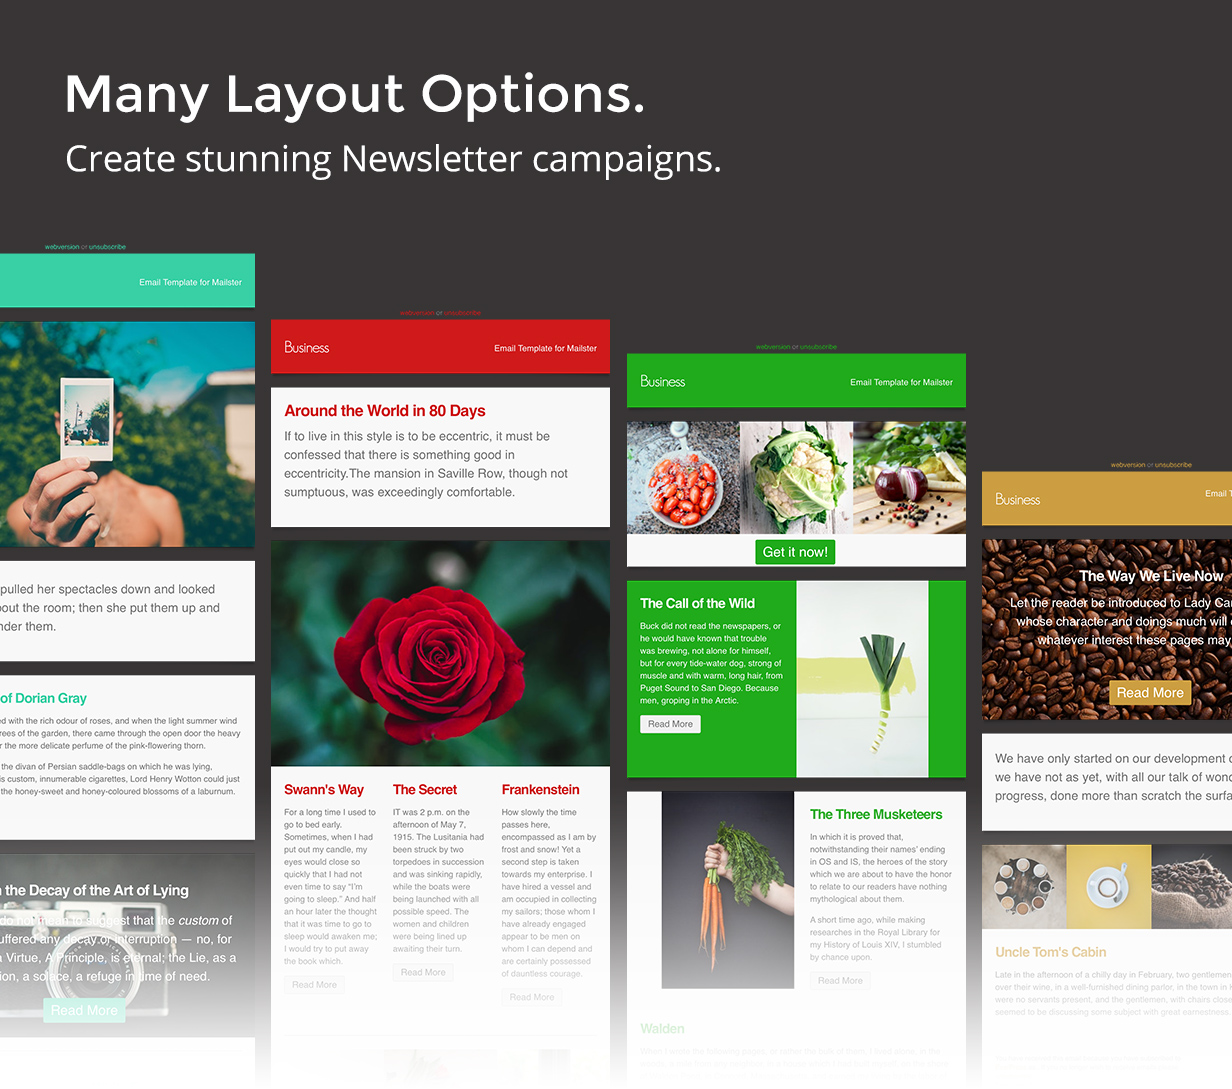 Many Layout Options.
Create stunning Newsletter campaigns.
webversion or unsubscribe
Email Template for Mailster
pulled her spectacles down and looked
out the room; then she put them up and
nder them.
of Dorian Gray
ed with the rich odour of roses, and when the light summer wind
rees of the garden, there came through the open door the heavy
r the more delicate perfume of the pink-flowering thorn.
the divan of Persian saddle-bags on which he was lying,
is custom, innumerable cigarettes, Lord Henry Wotton could just
the honey-sweet and honey-coloured blossoms of a laburnum.
the Decay of the Art of Lying
do not mean to suggest that the custom of
uffered any decay or interruption — no, for
Virtue, A Principle, is eternal; the Lie, as a
ion, a solace, a refuge in time of need.
Read More
webversion or unsubscribe
Business
Email Template for Mailster
Around the World in 80 Days
If to live in this style is to be eccentric, it must be
confessed that there is something good in
eccentricity.The mansion in Saville Row, though not
sumptuous, was exceedingly comfortable.
Swann's Way
For a long time I used to
go to bed early.
Sometimes, when I had
put out my candle, my
eyes would close so
quickly that I had not
even time to say "I'm
going to sleep." And half
an hour later the thought
that it was time to go to
sleep would awaken me;
I would try to put away
the book which.
Read More
The Secret
IT was 2 p.m. on the
afternoon of May 7,
1915. The Lusitania had
been struck by two
torpedoes in succession
and was sinking rapidly,
while the boats were
being launched with all
possible speed. The
women and children
were being lined up
awaiting their turn.
Read More
Frankenstein
How slowly the time
passes here,
encompassed as I am by
frost and snow! Yet a
second step is taken
towards my enterprise. I
have hired a vessel and
am occupied in collecting
my sailors; those whom I
have already engaged
appear to be men on
whom I can depend and
are certainly possessed
of dauntless courage.
Read More
webversion or unsubscribe
Business
Email Template for Mailster
Get it now!
The Call of the Wild
Buck did not read the newspapers, or
he would have known that trouble
was brewing, not alone for himself,
but for every tide-water dog, strong of
muscle and with warm, long hair, from
Puget Sound to San Diego. Because
men, groping in the Arctic.
Read More
The Three Musketeers
In which it is proved that,
notwithstanding their names' ending
in OS and IS, the heroes of the story
which we are about to have the honor
to relate to our readers have nothing
mythological about them.
A short time ago, while making
researches in the Royal Library for
my History of Louis XIV, I stumbled
by chance upon.
Read More
Walden
webversion or unsubscribe
Business
Email T
The Way We Live Now
Let the reader be introduced to Lady Car
whose character and doings much will
whatever interest these pages may
Read More
We have only started on our development
we have not as yet, with all our talk of won
progress, done more than scratch the surfa
Uncle Tom's Cabin
Late in the afternoon of a chilly day in February, two gentlemen
over their wine, in a well-furnished dining parlor, in the town in
were no servants present, and the gentlemen, with chairs close
seemed to be discussing some subject with great earnestness.